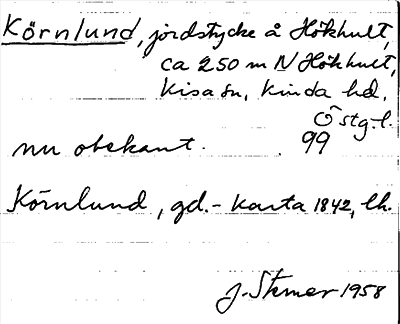 Körnlund, jordstycke å Hökhult,
ca 250 m N Hökhult,
Kisa sn, Kinda hd,
Östg.l.
nu obekant. 99
Körnlund, gd. - Karta 1842, lh.
J. 1958